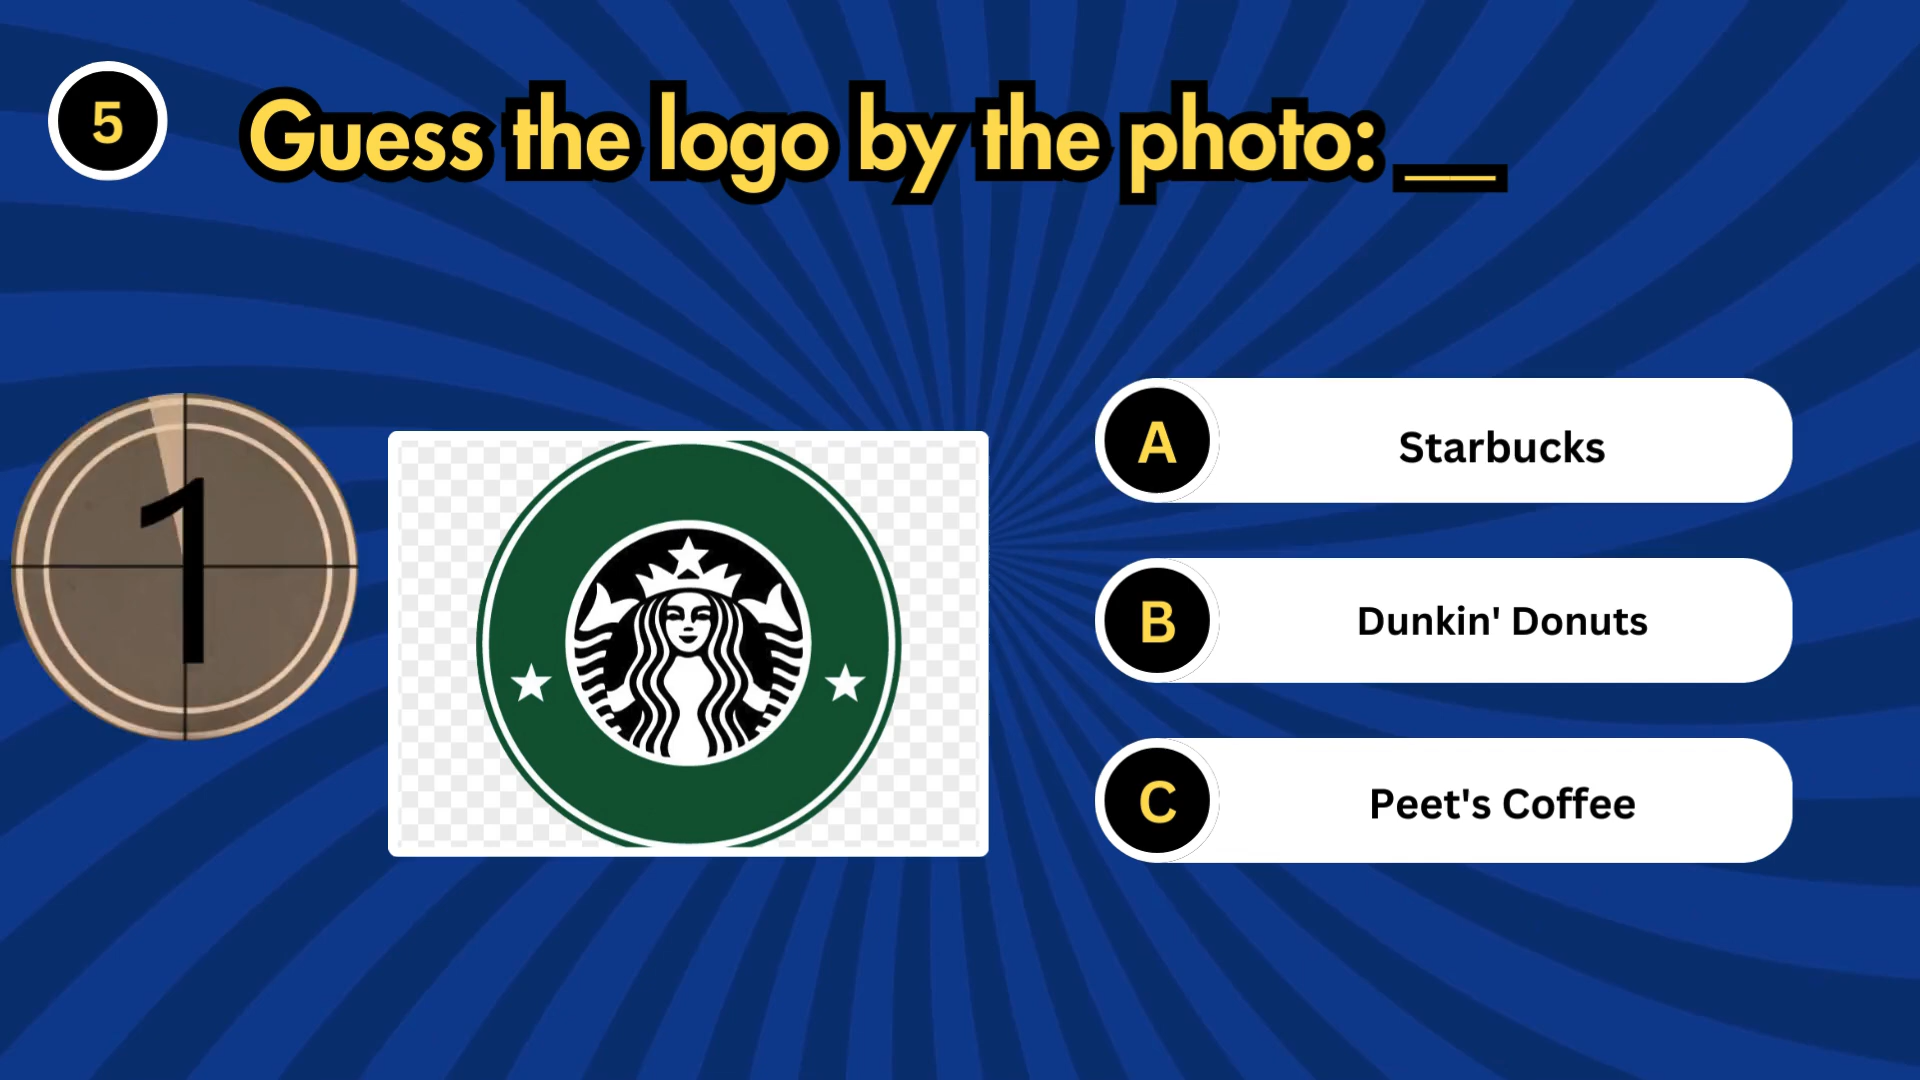 5
Guess the logo by the photo: __
1
A
Starbucks
B
Dunkin' Donuts
C
Peet's Coffee